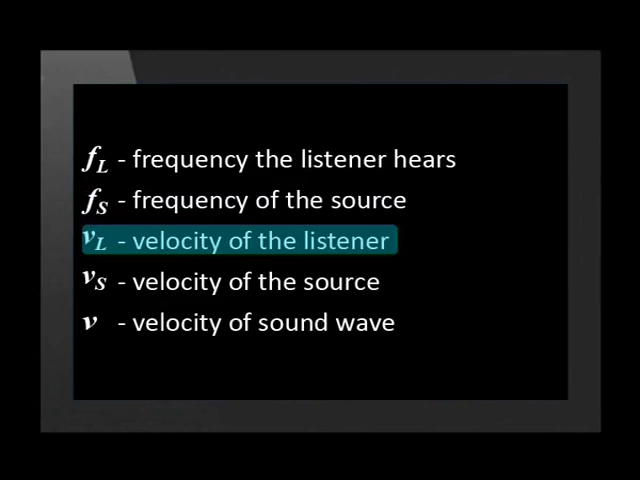 f_L - frequency the listener hears
f_S - frequency of the source
v_L - velocity of the listener
v_S - velocity of the source
v - velocity of sound wave